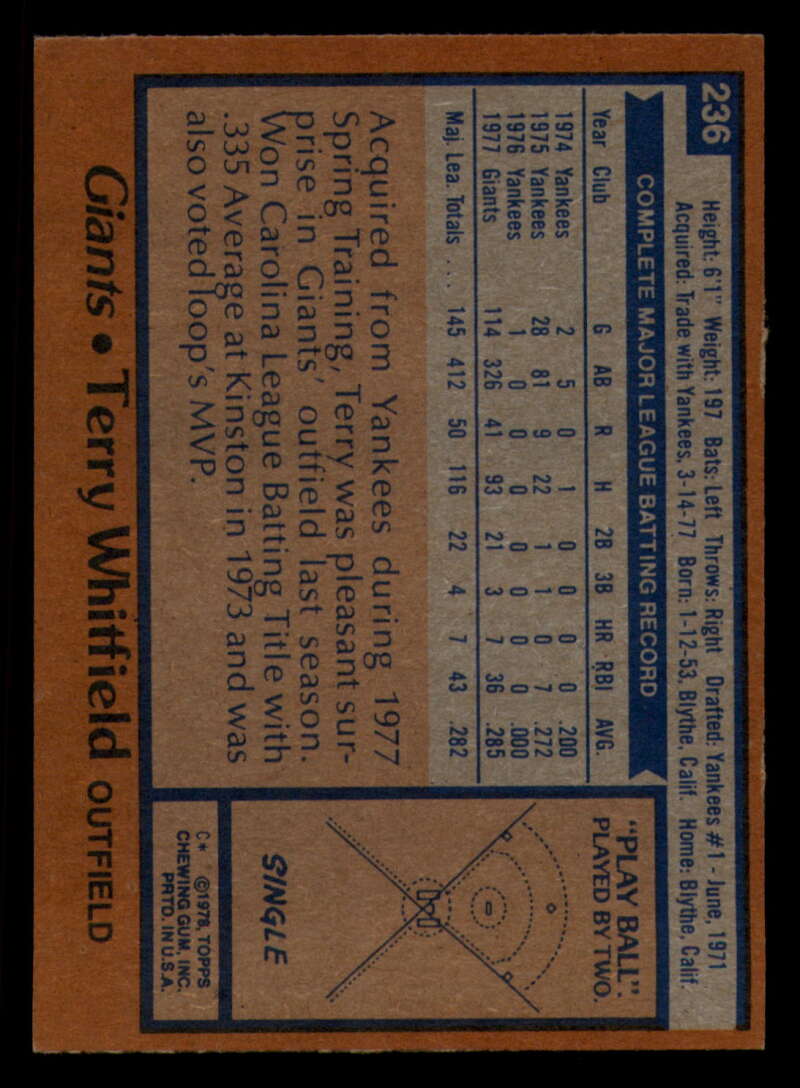 236
Height: 6'1" Weight: 197 Bats: Left Throws: Right Drafted: Yankees #1 - June, 1971
Acquired: Trade with Yankees, 3-14-77 Born: 1-12-53, Blythe, Calif. Home: Blythe, Calif.
COMPLETE MAJOR LEAGUE BATTING RECORD
Year Club G AB R H 2B 3B HR RBI AVG.
1974 Yankees 2 5 0 1 0 0 0 0 .200
1975 Yankees 28 81 9 22 1 1 0 7 .272
1976 Yankees 1 0 0 0 0 0 0 0 .000
1977 Giants 114 326 41 93 21 3 7 36 .285
Maj. Lea. Totals ... 145 412 50 116 22 4 7 43 .282
Acquired from Yankees during 1977
Spring Training, Terry was pleasant sur-
prise in Giants' outfield last season.
Won Carolina League Batting Title with
.335 Average at Kinston in 1973 and was
also voted loop's MVP.
"PLAY BALL".
PLAYED BY TWO.
SINGLE
C* ©1978, TOPPS
CHEWING GUM, INC.
PRTD. IN U.S.A.
Giants • Terry Whitfield OUTFIELD